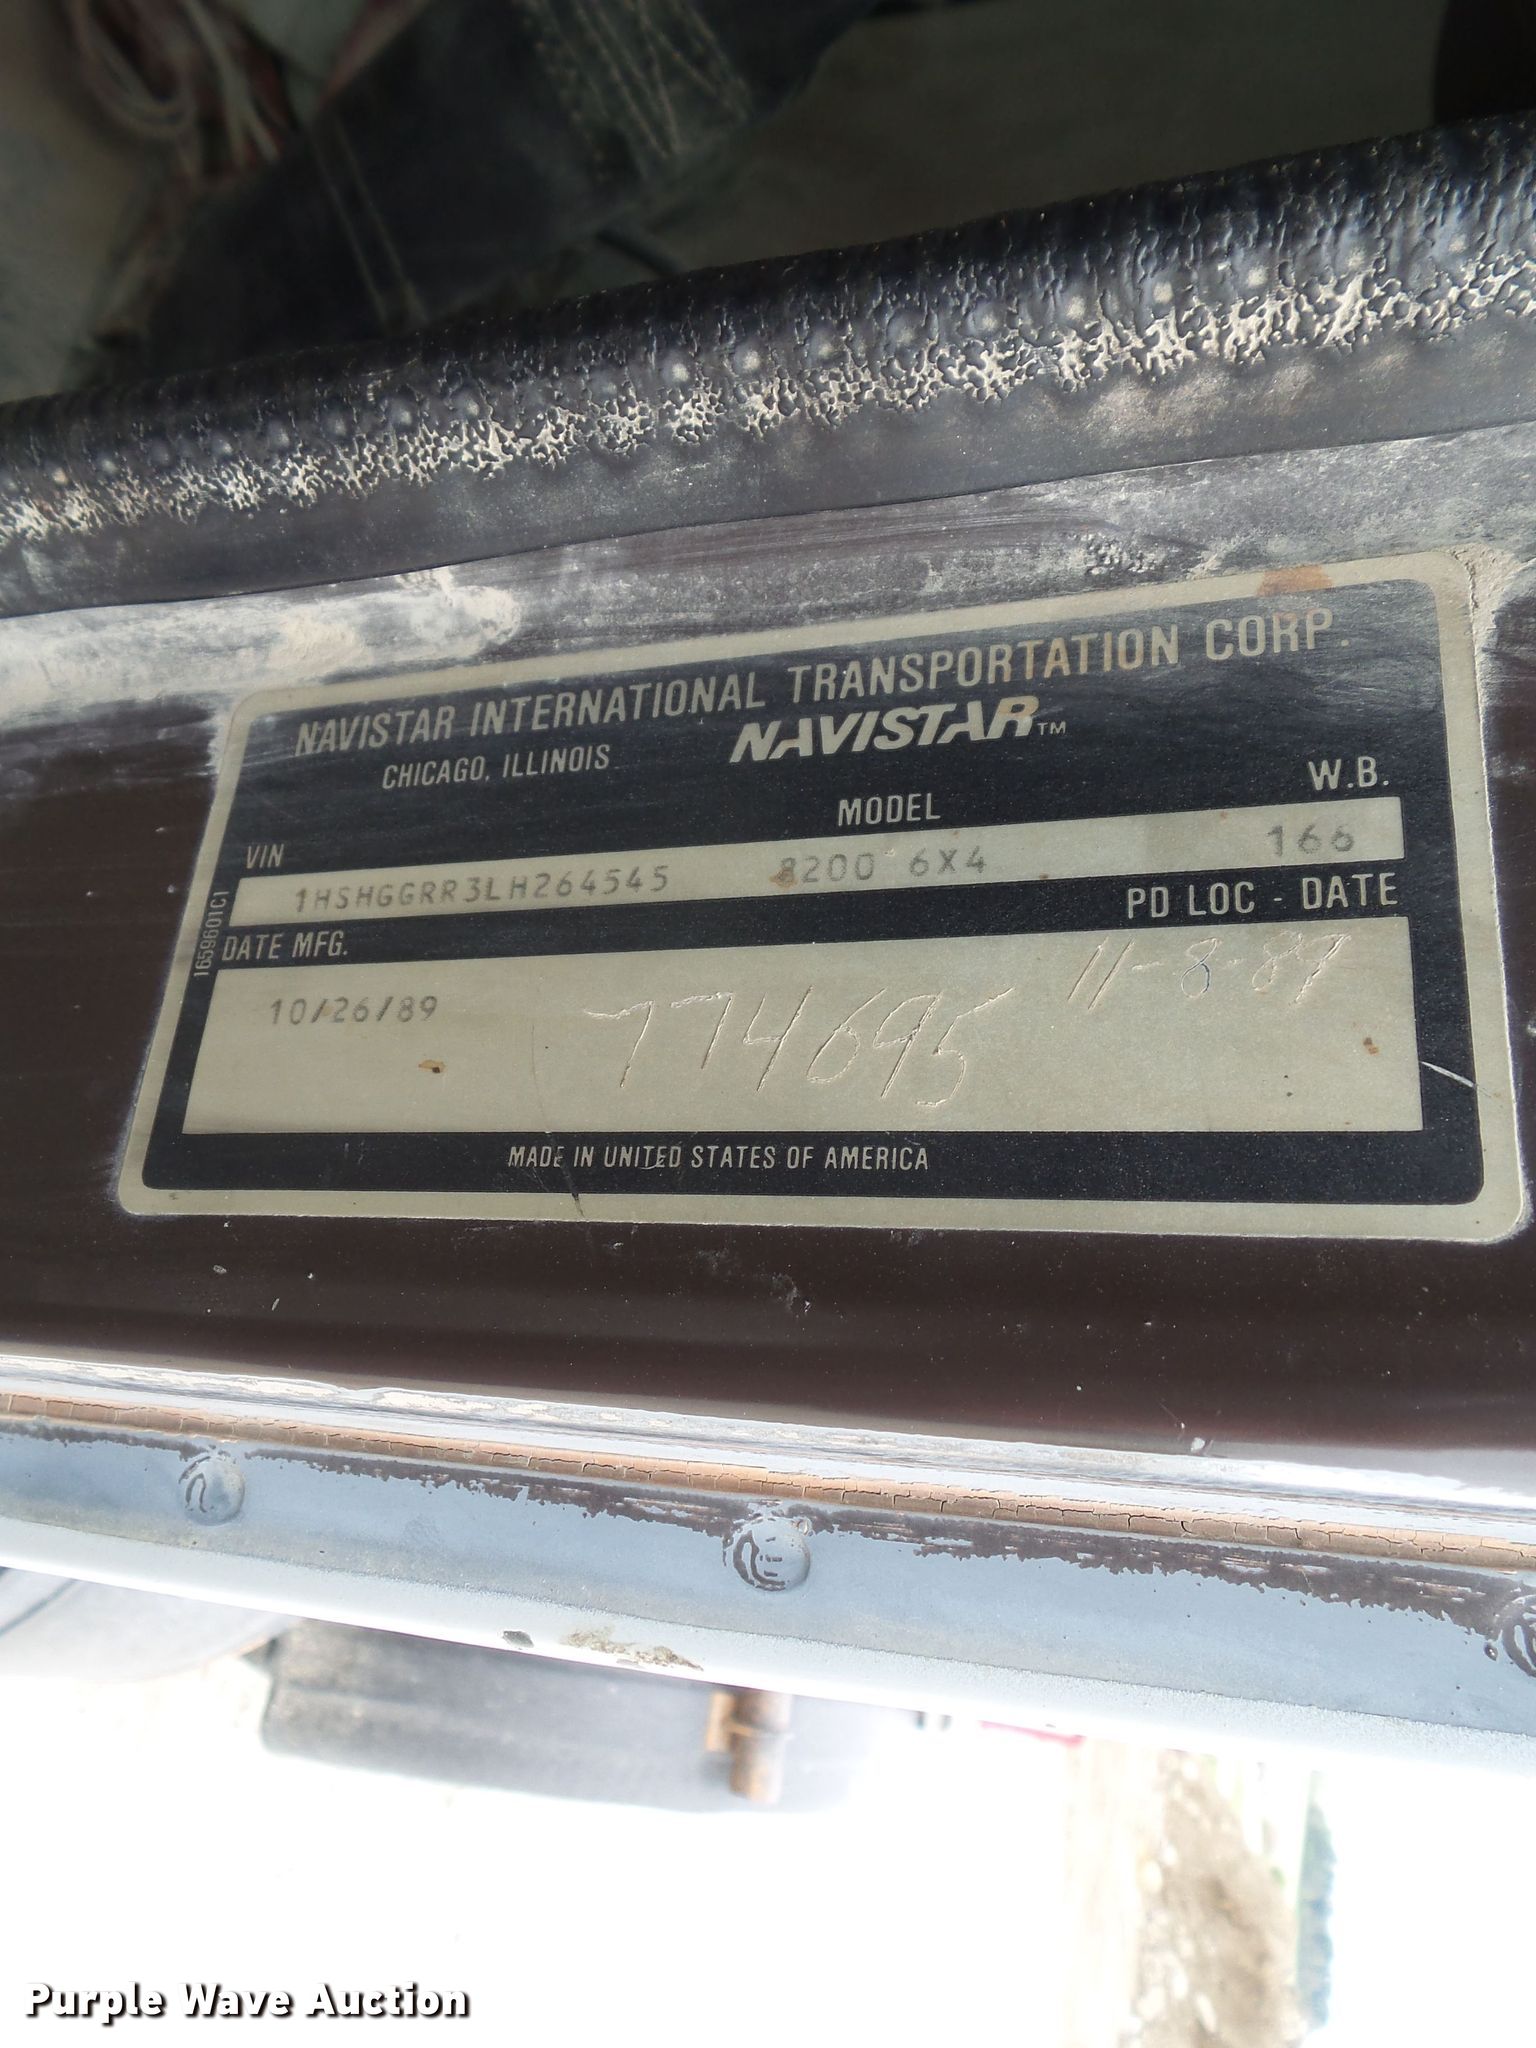 NAVISTAR INTERNATIONAL TRANSPORTATION CORP.
CHICAGO, ILLINOIS
NAVISTAR™
VIN
MODEL
W.B.
1HSHGGRR3LH264545
8200 6X4
166
1659601C1
DATE MFG.
PD LOC - DATE
10/26/89
774695
11-8-89
MADE IN UNITED STATES OF AMERICA
Purple Wave Auction